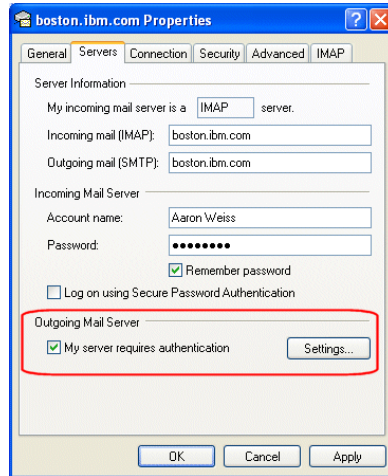 boston.ibm.com Properties
General Servers Connection Security Advanced IMAP
Server Information
My incoming mail server is a IMAP server.
Incoming mail (IMAP): boston.ibm.com
Outgoing mail (SMTP): boston.ibm.com
Incoming Mail Server
Account name: Aaron Weiss
Password: ●●●●●●●●
Remember password
Log on using Secure Password Authentication
Outgoing Mail Server
My server requires authentication Settings...
OK Cancel Apply